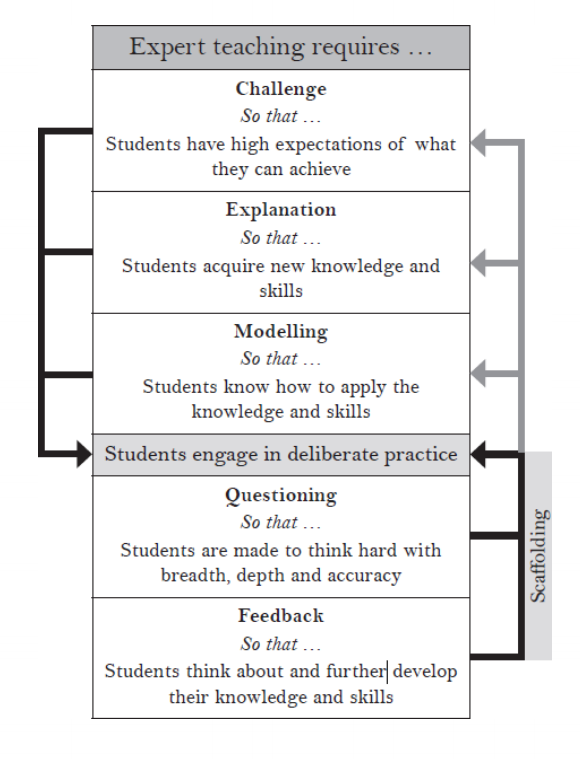 Expert teaching requires …
Challenge
So that …
Students have high expectations of what
they can achieve
Explanation
So that …
Students acquire new knowledge and
skills
Modelling
So that …
Students know how to apply the
knowledge and skills
Students engage in deliberate practice
Questioning
So that …
Students are made to think hard with
breadth, depth and accuracy
Feedback
So that …
Students think about and further develop
their knowledge and skills
Scaffolding